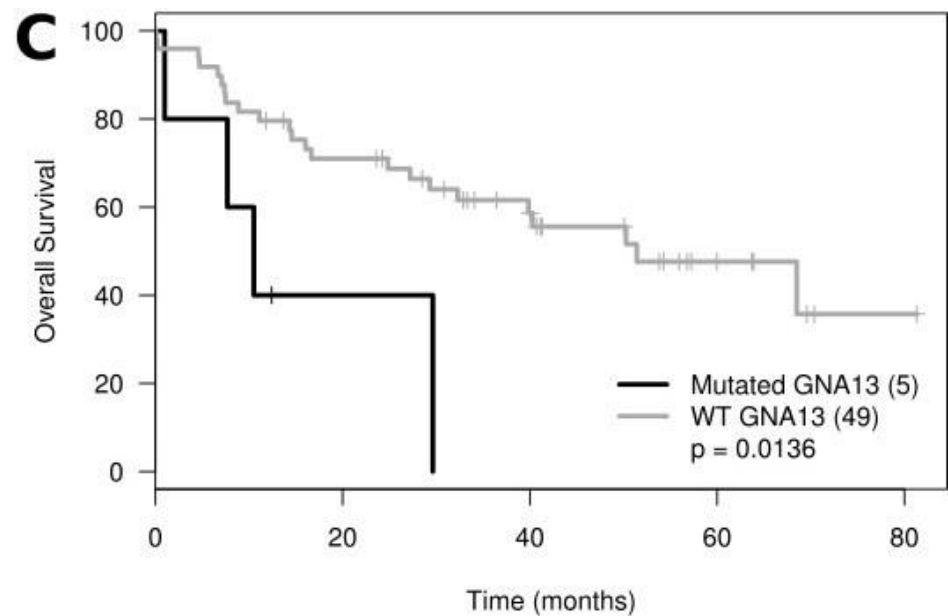 C
100
80
60
40
20
0
Overall Survival
Mutated GNA13 (5)
WT GNA13 (49)
p = 0.0136
0 20 40 60 80
Time (months)